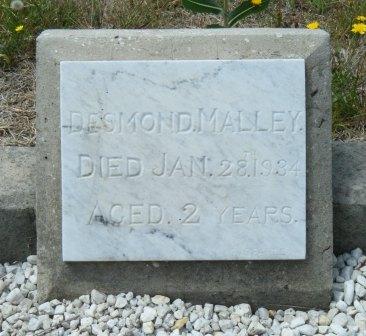 DESMOND. MALLEY.
DIED JAN. 28TH 1934
AGED. 2 YEARS.